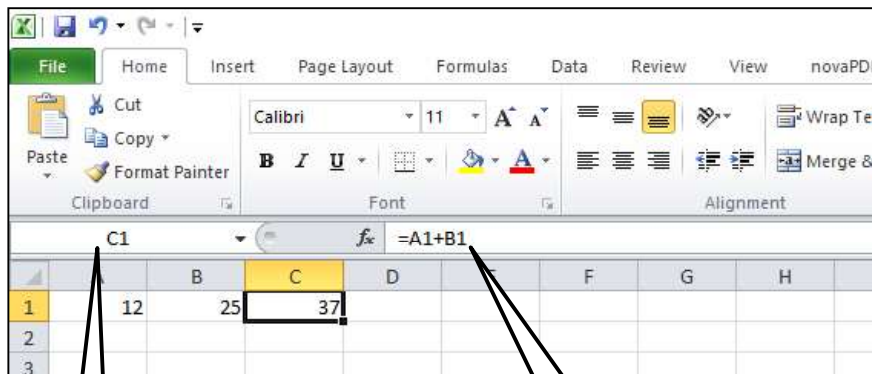 File Home Insert Page Layout Formulas Data Review View
Cut
Copy
Format Painter
Paste
Clipboard
Calibri 11 A A
B I U A
Font
Wrap Te
Merge &
Alignment
C1 fx =A1+B1
B C D F G H
1 12 25 37
2
3